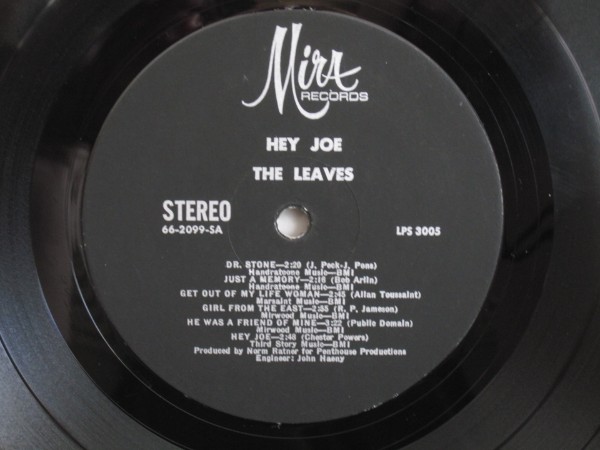 Mira
RECORDS
HEY JOE
THE LEAVES
STEREO
66-2099-SA
LPS 3005
DR. STONE—2:20 (J. Peck-J. Pons)
Handratoone Music—BMI
JUST A MEMORY—2:16 (Bob Arlin)
Handratoone Music—BMI
GET OUT OF MY LIFE WOMAN—2:45 (Allan Toussaint)
Marsaint Music—BMI
GIRL FROM THE EAST—2:55 (R. P. Jameson)
Mirwood Music—BMI
HE WAS A FRIEND OF MINE—3:22 (Public Domain)
Mirwood Music—BMI
HEY JOE—2:48 (Chester Powers)
Third Story Music—BMI
Produced by Norm Ratner for Penthouse Productions
Engineer: John Haeny